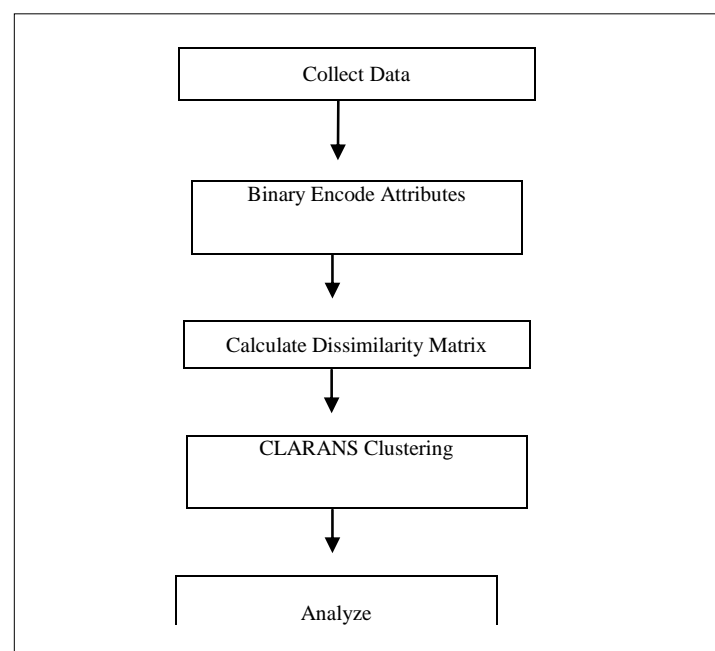 Collect Data
Binary Encode Attributes
Calculate Dissimilarity Matrix
CLARANS Clustering
Analyze